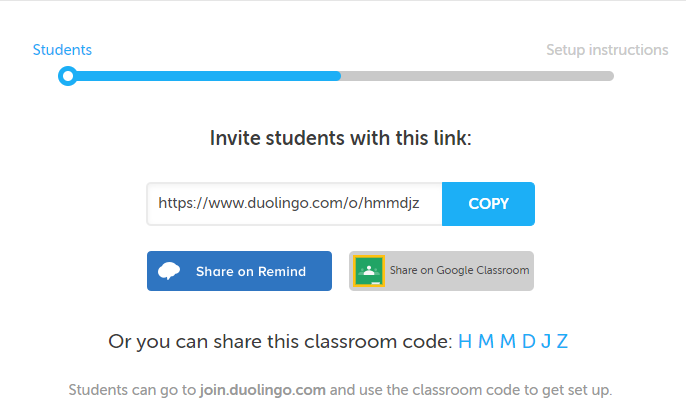 Students Setup instructions
Invite students with this link:
https://www.duolingo.com/o/hmmdjz COPY
Share on Remind Share on Google Classroom
Or you can share this classroom code: H M M D J Z
Students can go to join.duolingo.com and use the classroom code to get set up.